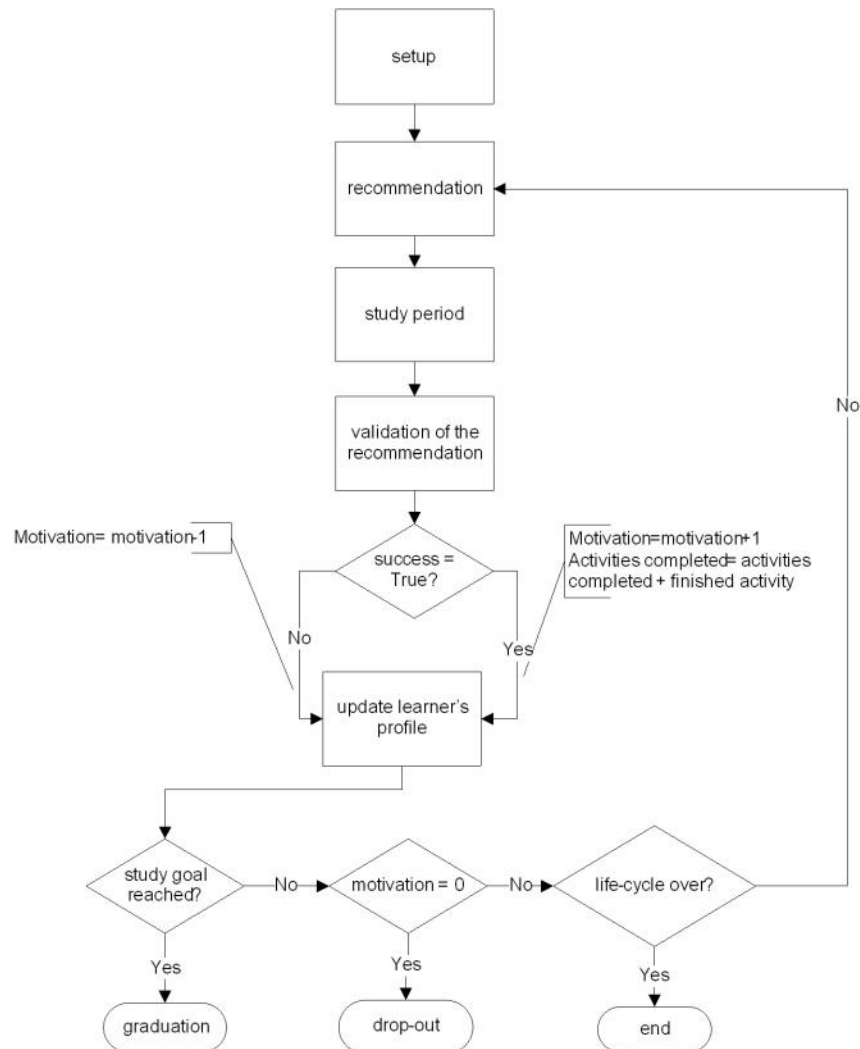 setup
recommendation
study period
No
validation of the
recommendation
Motivation= motivation-1
success =
True?
Motivation=motivation+1
Activities completed= activities
completed + finished activity
No
Yes
update learner's
profile
study goal
reached?
No
motivation = 0
No
life-cycle over?
Yes
Yes
Yes
graduation
drop-out
end